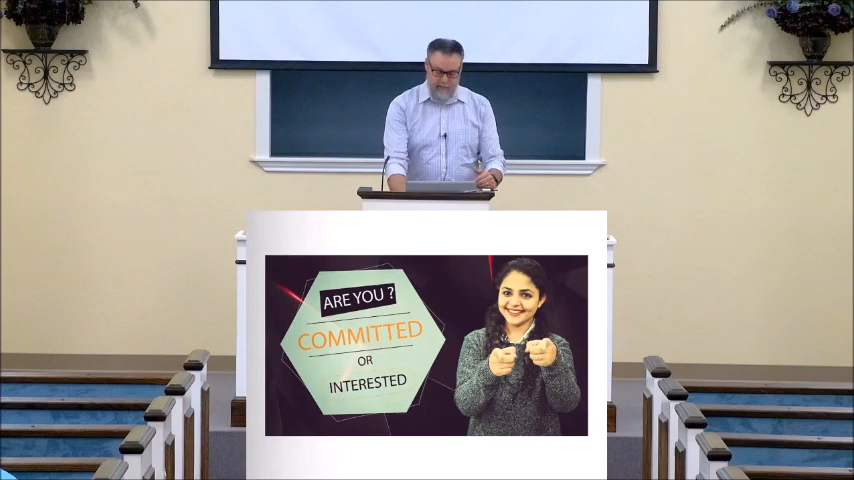 ARE YOU ?
COMMITTED
OR
INTERESTED